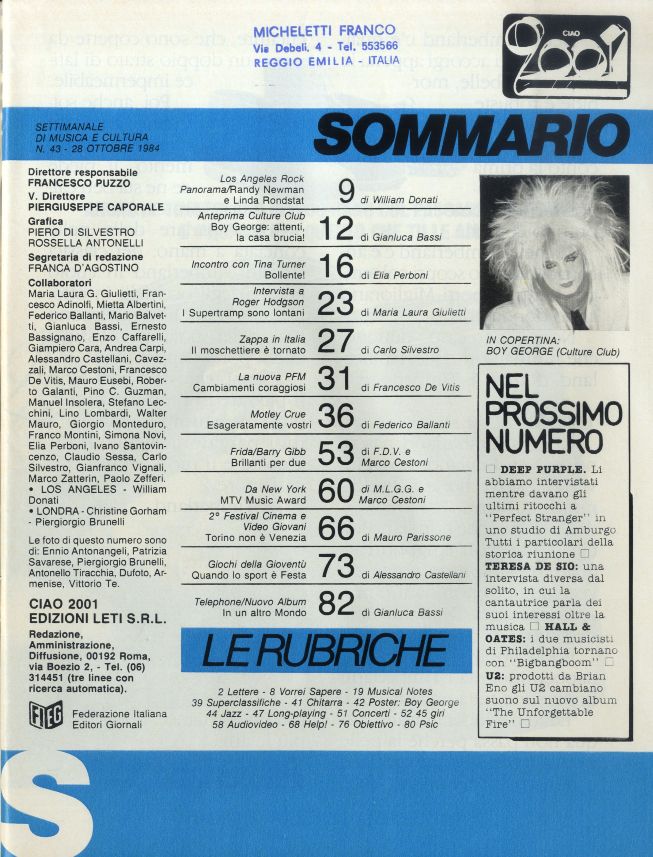 MICHELETTI FRANCO
Via Debeli, 4 - Tel. 553566
REGGIO EMILIA - ITALIA
CIAO
2001
SETTIMANALE
DI MUSICA E CULTURA
N. 43 - 28 OTTOBRE 1984
SOMMARIO
Direttore responsabile
FRANCESCO PUZZO
V. Direttore
PIERGIUSEPPE CAPORALE
Grafica
PIERO DI SILVESTRO
ROSSELLA ANTONELLI
Segretaria di redazione
FRANCA D'AGOSTINO
Collaboratori
Maria Laura G. Giulietti, Fran-
cesco Adinolfi, Mietta Albertini,
Federico Ballanti, Mario Balvet-
ti, Gianluca Bassi, Ernesto
Bassignano, Enzo Caffarelli,
Giampiero Cara, Andrea Carpi,
Alessandro Castellani, Cavez-
zali, Marco Cestoni, Francesco
De Vitis, Mauro Eusebi, Rober-
to Galanti, Pino C. Guzman,
Manuel Insolera, Stefano Lec-
chini, Lino Lombardi, Walter
Mauro, Giorgio Monteduro,
Franco Montini, Simona Novi,
Elia Perboni, Ivano Santovin-
cenzo, Claudio Sessa, Carlo
Silvestro, Gianfranco Vignali,
Marco Zatterin, Paolo Zefferi.
• LOS ANGELES - William
Donati
• LONDRA - Christine Gorham
- Piergiorgio Brunelli
Le foto di questo numero sono
di: Ennio Antonangeli, Patrizia
Savarese, Piergiorgio Brunelli,
Antonello Tiracchia, Dufoto, Ar-
menise, Vittorio Te.
CIAO 2001
EDIZIONI LETI S.R.L.
Redazione,
Amministrazione,
Diffusione, 00192 Roma,
via Boezio 2, - Tel. (06)
314451 (tre linee con
ricerca automatica).
FIEG
Federazione Italiana
Editori Giornali
Los Angeles Rock
Panorama/Randy Newman
e Linda Rondstat
9 di William Donati
Anteprima Culture Club
Boy George: attenti,
la casa brucia!
12 di Gianluca Bassi
Incontro con Tina Turner
Bollente!
16 di Elia Perboni
Intervista a
Roger Hodgson
I Supertramp sono lontani
23 di Maria Laura Giulietti
Zappa in Italia
Il moschettiere è tornato
27 di Carlo Silvestro
La nuova PFM
Cambiamenti coraggiosi
31 di Francesco De Vitis
Motley Crue
Esageratamente vostri
36 di Federico Ballanti
Frida/Barry Gibb
Brillanti per due
53 di F.D.V. e
Marco Cestoni
Da New York
MTV Music Award
60 di M.L.G.G. e
Marco Cestoni
2° Festival Cinema e
Video Giovani
Torino non è Venezia
66 di Mauro Parissone
Giochi della Gioventù
Quando lo sport è Festa
73 di Alessandro Castellani
Telephone/Nuovo Album
In un altro Mondo
82 di Gianluca Bassi
LE RUBRICHE
2 Lettere - 8 Vorrei Sapere - 19 Musical Notes
39 Superclassifiche - 41 Chitarra - 42 Poster: Boy George
44 Jazz - 47 Long-playing - 51 Concerti - 52 45 giri
58 Audiovideo - 68 Help! - 76 Obiettivo - 80 Psic
IN COPERTINA:
BOY GEORGE (Culture Club)
NEL
PROSSIMO
NUMERO
□ DEEP PURPLE. Li
abbiamo intervistati
mentre davano gli
ultimi ritocchi a
"Perfect Stranger" in
uno studio di Amburgo
Tutti i particolari della
storica riunione □
TERESA DE SIO: una
intervista diversa dal
solito, in cui la
cantautrice parla dei
suoi interessi oltre la
musica □ HALL &
OATES: i due musicisti
di Philadelphia tornano
con "Bigbangboom" □
U2: prodotti da Brian
Eno gli U2 cambiano
suono sul nuovo album
"The Unforgettable
Fire" □
S